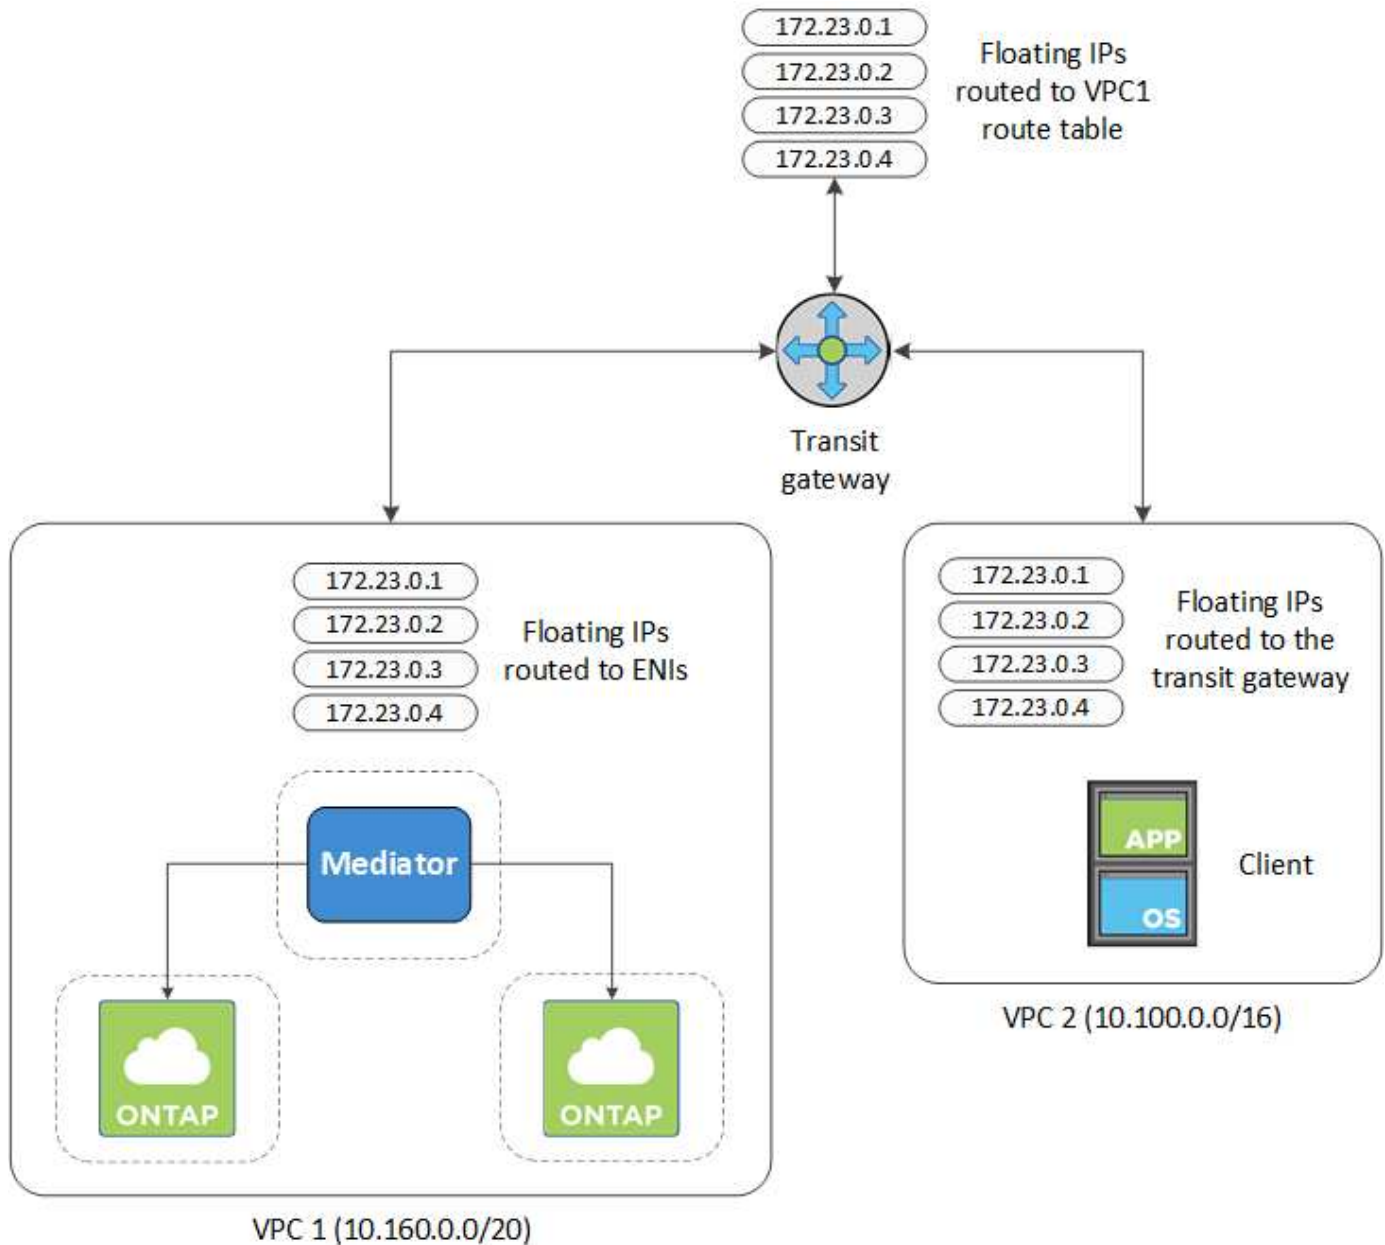 172.23.0.1
172.23.0.2
172.23.0.3
172.23.0.4
Floating IPs
routed to VPC1
route table
Transit
gateway
172.23.0.1
172.23.0.2
172.23.0.3
172.23.0.4
Floating IPs
routed to ENIs
Mediator
ONTAP
ONTAP
VPC 1 (10.160.0.0/20)
172.23.0.1
172.23.0.2
172.23.0.3
172.23.0.4
Floating IPs
routed to the
transit gateway
APP
OS
Client
VPC 2 (10.100.0.0/16)